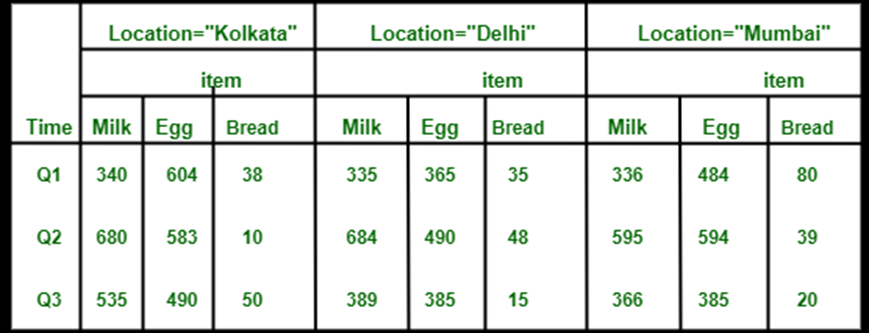 Location="Kolkata" Location="Delhi" Location="Mumbai"
item item item
Time Milk Egg Bread Milk Egg Bread Milk Egg Bread
Q1 340 604 38 335 365 35 336 484 80
Q2 680 583 10 684 490 48 595 594 39
Q3 535 490 50 389 385 15 366 385 20